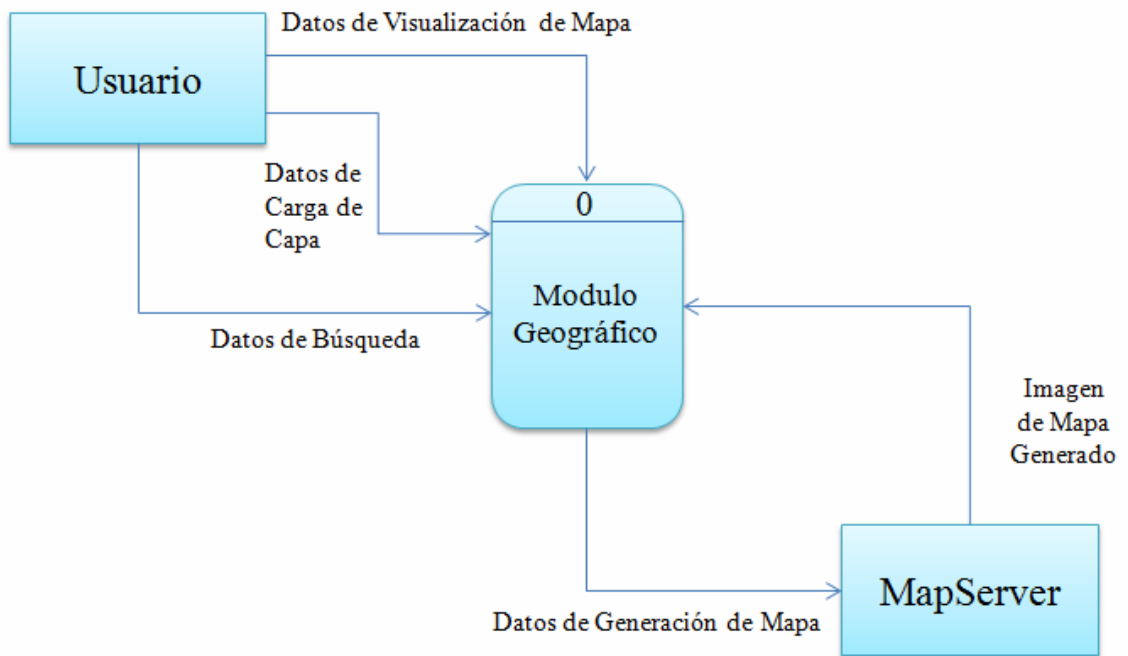 Datos de Visualización de Mapa
Usuario
Datos de
Carga de
Capa
0
Modulo
Geográfico
Datos de Búsqueda
Imagen
de Mapa
Generado
MapServer
Datos de Generación de Mapa